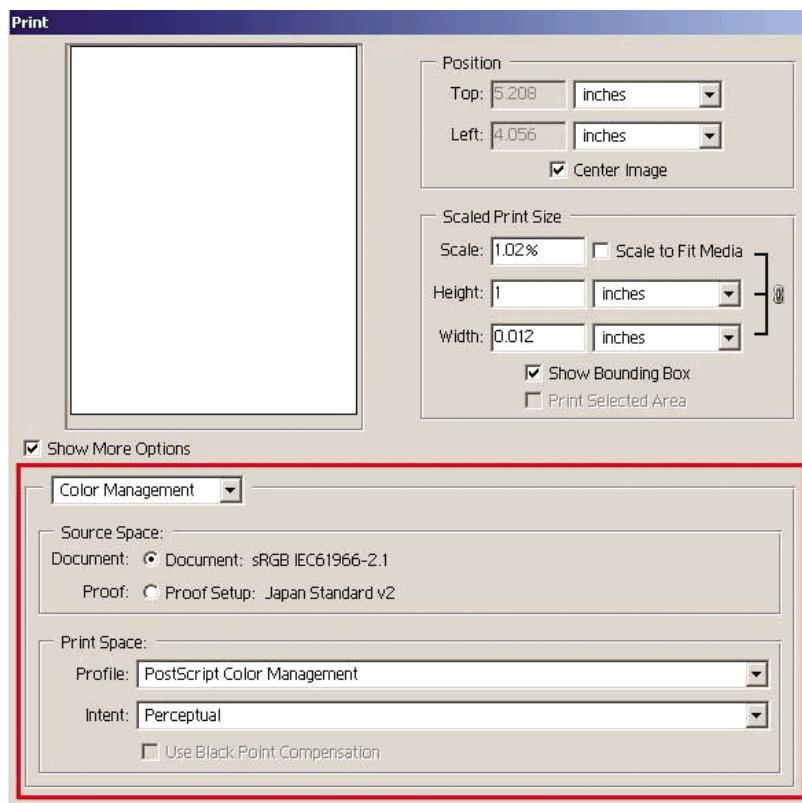 Print
Position
Top: 5.208 inches
Left: 4.056 inches
Center Image
Scaled Print Size
Scale: 1.02% Scale to Fit Media
Height: 1 inches
Width: 0.012 inches
Show Bounding Box
Print Selected Area
Show More Options
Color Management
Source Space:
Document: Document: sRGB IEC61966-2.1
Proof: Proof Setup: Japan Standard v2
Print Space:
Profile: PostScript Color Management
Intent: Perceptual
Use Black Point Compensation